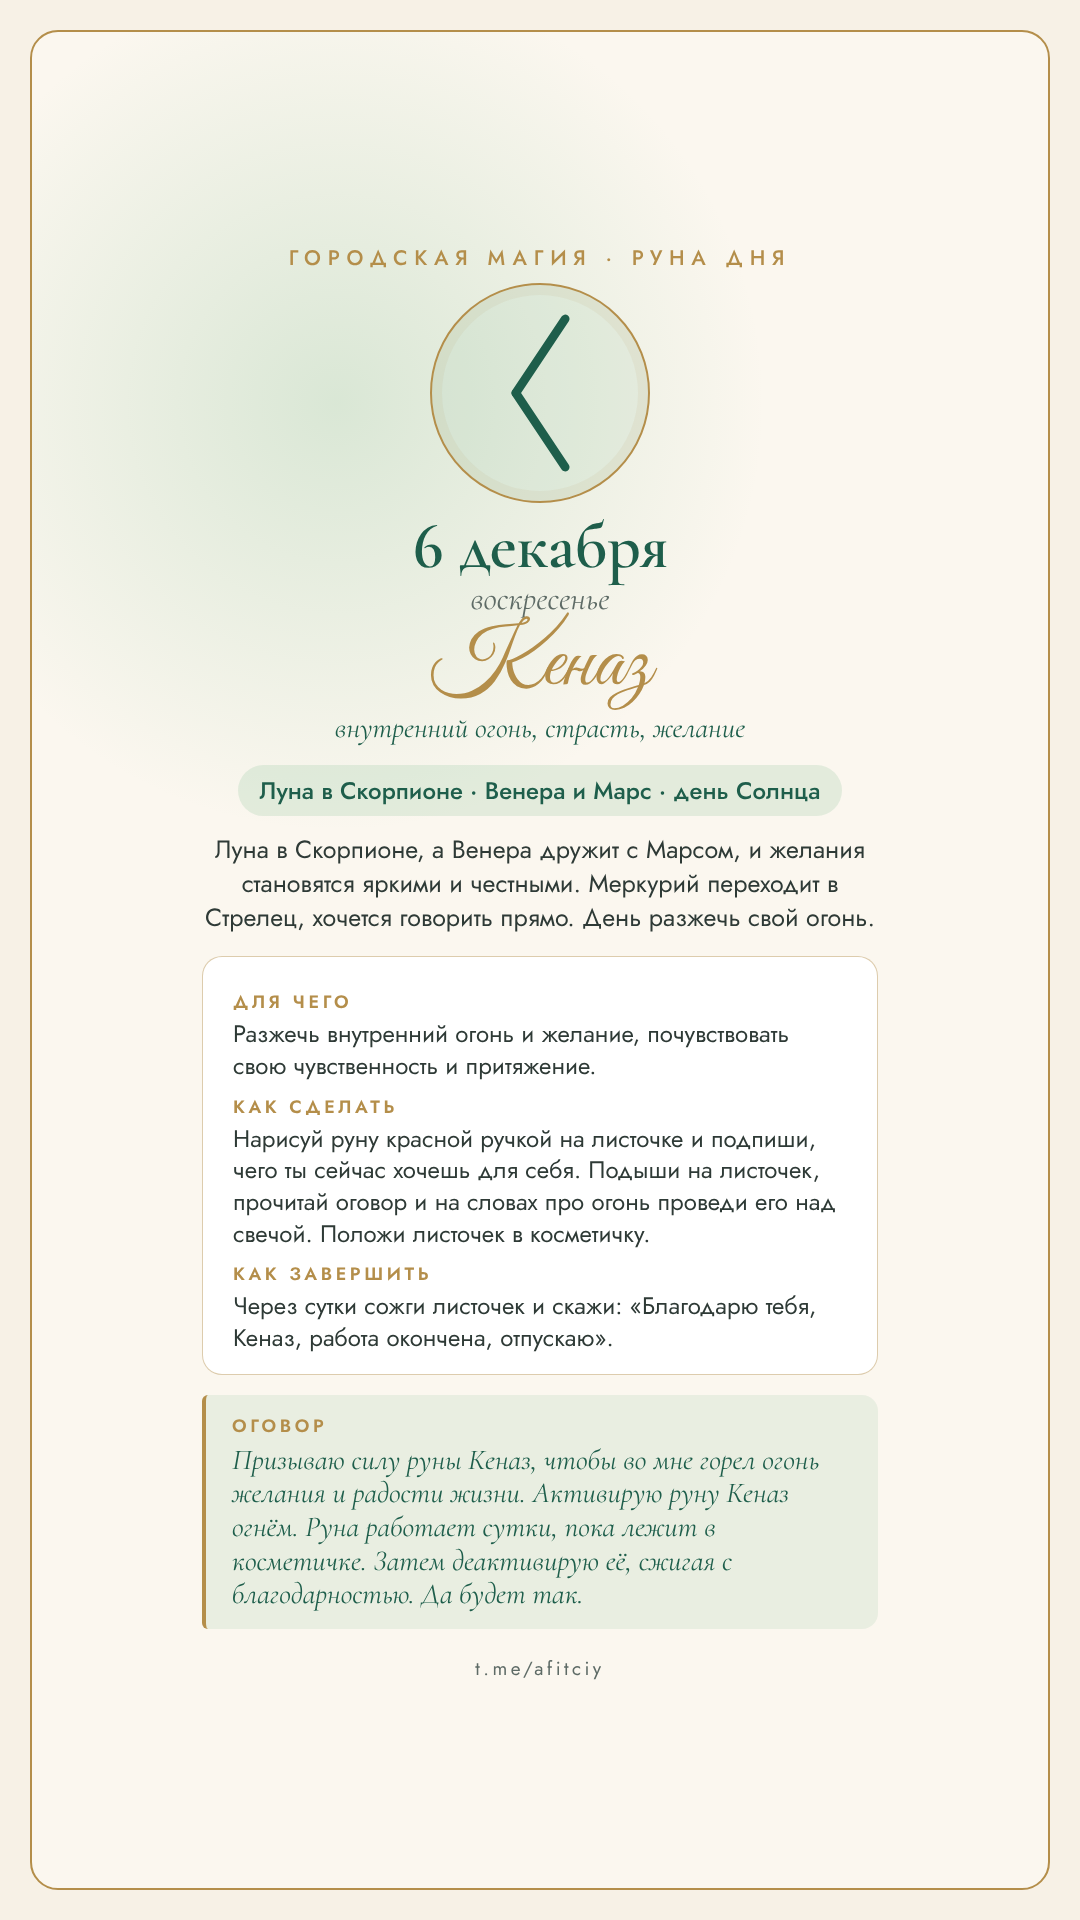 ГОРОДСКАЯ МАГИЯ · РУНА ДНЯ
6 декабря
воскресенье
Кеназ
внутренний огонь, страсть, желание
Луна в Скорпионе · Венера и Марс · день Солнца
Луна в Скорпионе, а Венера дружит с Марсом, и желания
становятся яркими и честными. Меркурий переходит в
Стрелец, хочется говорить прямо. День разжечь свой огонь.
ДЛЯ ЧЕГО
Разжечь внутренний огонь и желание, почувствовать
свою чувственность и притяжение.
КАК СДЕЛАТЬ
Нарисуй руну красной ручкой на листочке и подпиши,
чего ты сейчас хочешь для себя. Подыши на листочек,
прочитай оговор и на словах про огонь проведи его над
свечой. Положи листочек в косметичку.
КАК ЗАВЕРШИТЬ
Через сутки сожги листочек и скажи: «Благодарю тебя,
Кеназ, работа окончена, отпускаю».
ОГОВОР
Призываю силу руны Кеназ, чтобы во мне горел огонь
желания и радости жизни. Активирую руну Кеназ
огнём. Руна работает сутки, пока лежит в
косметичке. Затем деактивирую её, сжигая с
благодарностью. Да будет так.
t.me/afitciy